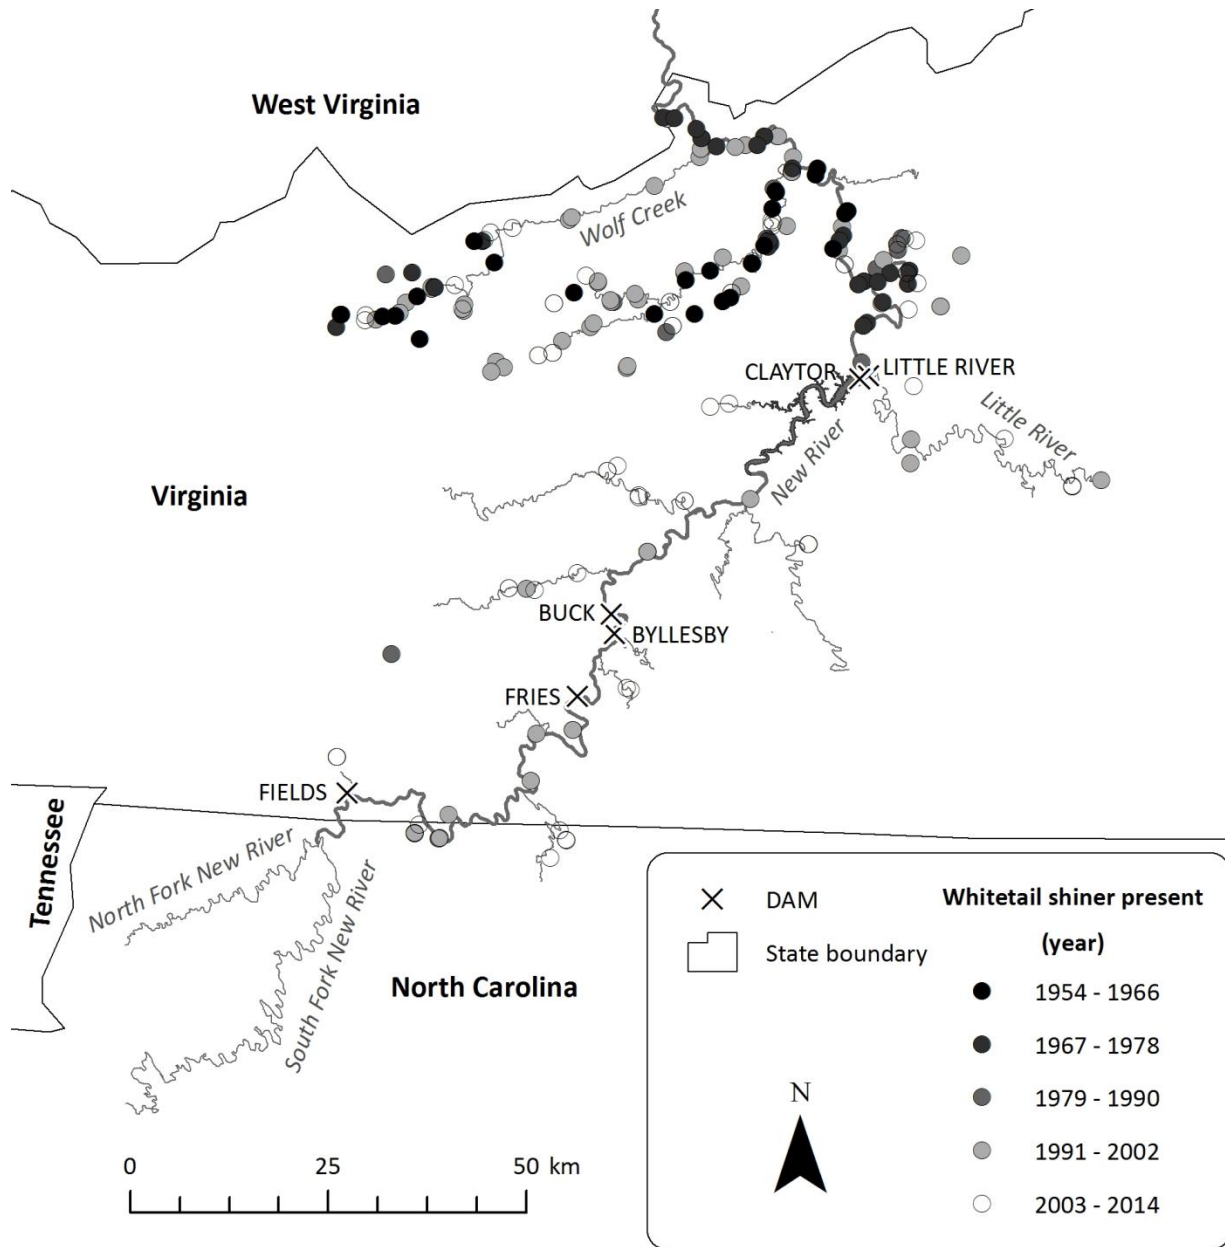 West Virginia
Wolf Creek
CLAYTOR
LITTLE RIVER
Little River
New River
Virginia
BUCK
BYLLESBY
FRIES
FIELDS
Tennessee
North Fork New River
South Fork New River
North Carolina
DAM
State boundary
Whitetail shiner present
(year)
1954 - 1966
1967 - 1978
1979 - 1990
1991 - 2002
2003 - 2014
N
0 25 50 km